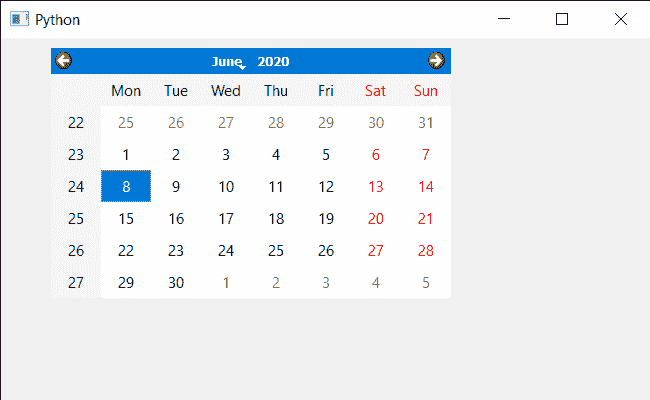 Python
June 2020
Mon Tue Wed Thu Fri Sat Sun
22 25 26 27 28 29 30 31
23 1 2 3 4 5 6 7
24 8 9 10 11 12 13 14
25 15 16 17 18 19 20 21
26 22 23 24 25 26 27 28
27 29 30 1 2 3 4 5